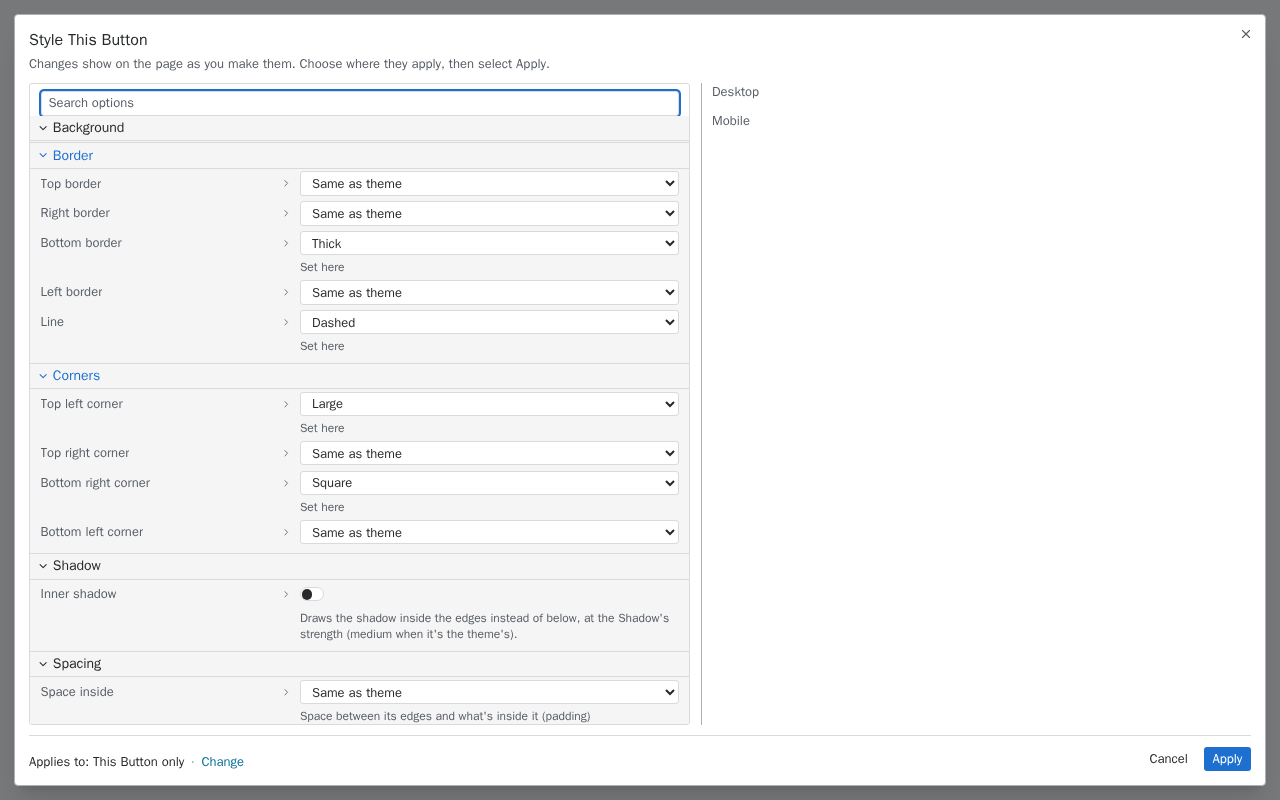 Style This Button
Changes show on the page as you make them. Choose where they apply, then select Apply.
Search options
Background
Border
Top border
Same as theme
Right border
Same as theme
Bottom border
Thick
Set here
Left border
Same as theme
Line
Dashed
Set here
Corners
Top left corner
Large
Set here
Top right corner
Same as theme
Bottom right corner
Square
Set here
Bottom left corner
Same as theme
Shadow
Inner shadow
Draws the shadow inside the edges instead of below, at the Shadow's
strength (medium when it's the theme's).
Spacing
Space inside
Same as theme
Space between its edges and what's inside it (padding)
Desktop
Mobile
Applies to: This Button only · Change
Cancel
Apply